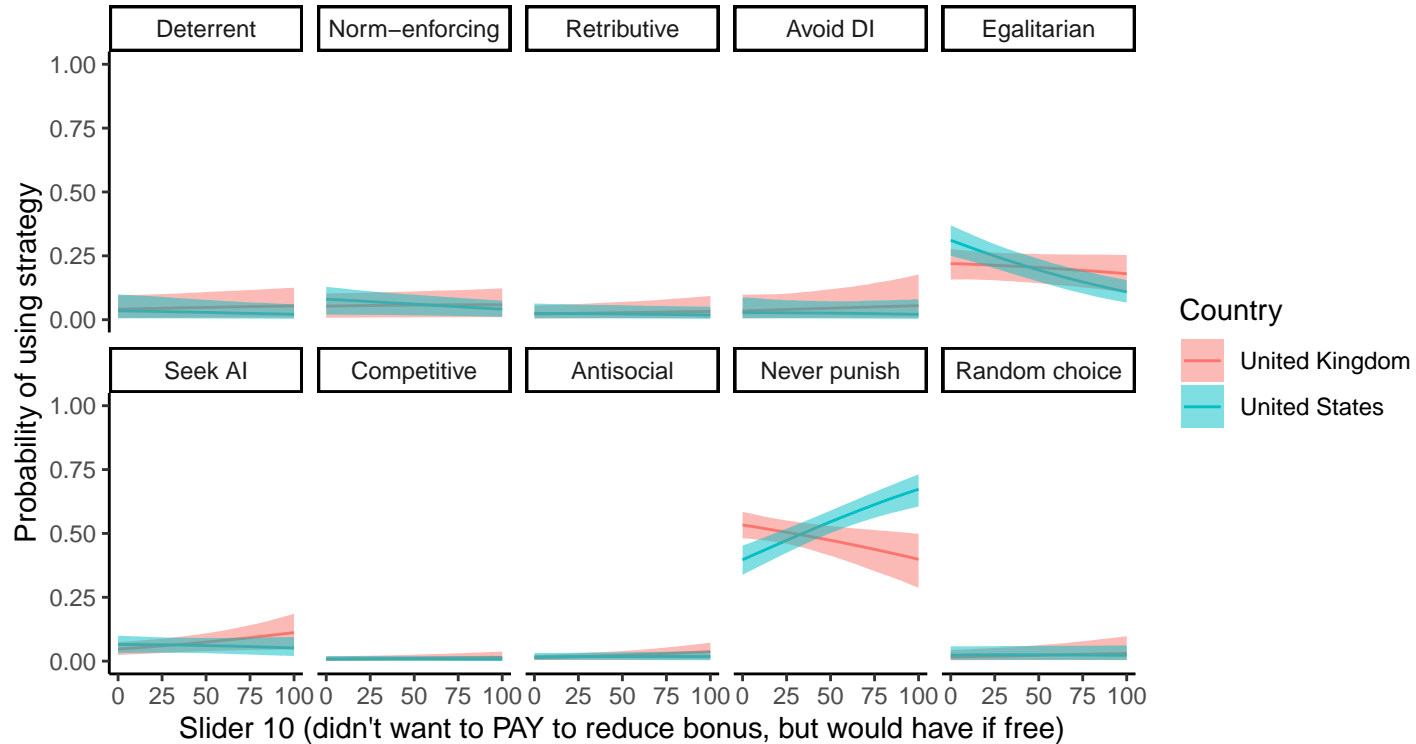 Deterrent Norm−enforcing Retributive Avoid DI Egalitarian
1.00
0.75
0.50
0.25
0.00
Seek AI Competitive Antisocial Never punish Random choice
1.00
0.75
0.50
0.25
0.00
0 25 50 75 100 0 25 50 75 100 0 25 50 75 100 0 25 50 75 100 0 25 50 75 100
Slider 10 (didn't want to PAY to reduce bonus, but would have if free)
Probability of using strategy
Country
United Kingdom
United States